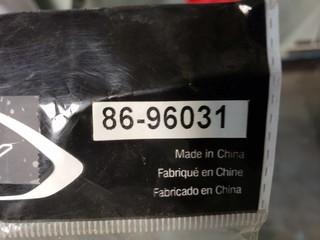 86-96031
Made in China
Fabriqué en Chine
Fabricado en China